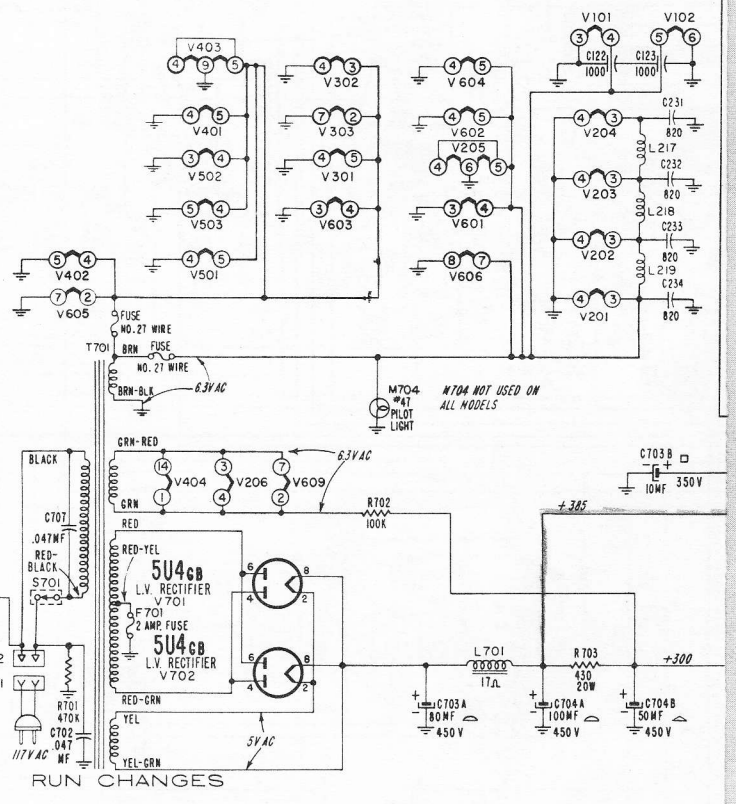 V403
4 9 5
4 5
V401
3 4
V502
5 4
V503
4 5
V501
5 4
V402
7 2
V605
4 3
V302
7 2
V303
4 5
V301
3 4
V603
4 5
V604
4 5
V602
V205
4 6 5
3 4
V601
8 7
V606
V101
3 4
V102
5 6
C122
1000
C123
1000
4 3
V204
C231
820
L217
4 3
V203
C232
820
L218
4 3
V202
C233
820
L219
4 3
V201
C234
820
FUSE
NO.27 WIRE
T701
BRN
FUSE
NO.27 WIRE
6.3V AC
BRN-BLK
M704
#47
PILOT
LIGHT
M704 NOT USED ON
ALL MODELS
GRN-RED
6.3V AC
BLACK
14
1
V404
3
4
V206
7
2
V609
GRN
R702
100K
C703B
10MF
350V
+385
C707
.047MF
RED-
BLACK
S701
RED
RED-YEL
5U4GB
L.V. RECTIFIER
V701
F701
2 AMP. FUSE
5U4GB
L.V. RECTIFIER
V702
6 8
4 2
6 8
4 2
RED-GRN
L701
17Ω
R703
430
20W
+300
C703A
80MF
450V
C704A
100MF
450V
C704B
50MF
450V
R701
470K
C702
.047
MF
117V AC
YEL
5V AC
YEL-GRN
RUN CHANGES